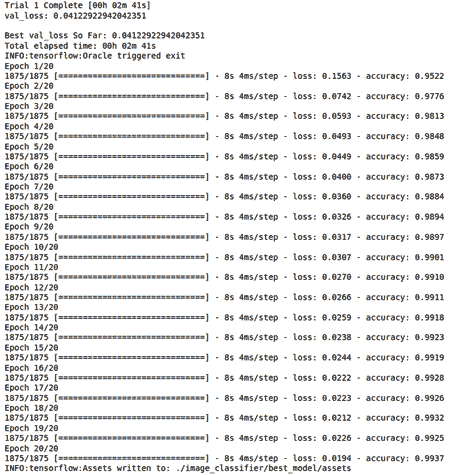 Trial 1 Complete [00h 02m 41s]
val_loss: 0.04122922942042351

Best val_loss So Far: 0.04122922942042351
Total elapsed time: 00h 02m 41s
INFO:tensorflow:Oracle triggered exit
Epoch 1/20
1875/1875 [==============================] - 8s 4ms/step - loss: 0.1563 - accuracy: 0.9522
Epoch 2/20
1875/1875 [==============================] - 8s 4ms/step - loss: 0.0742 - accuracy: 0.9776
Epoch 3/20
1875/1875 [==============================] - 8s 4ms/step - loss: 0.0593 - accuracy: 0.9813
Epoch 4/20
1875/1875 [==============================] - 8s 4ms/step - loss: 0.0493 - accuracy: 0.9848
Epoch 5/20
1875/1875 [==============================] - 8s 4ms/step - loss: 0.0449 - accuracy: 0.9859
Epoch 6/20
1875/1875 [==============================] - 8s 4ms/step - loss: 0.0400 - accuracy: 0.9873
Epoch 7/20
1875/1875 [==============================] - 8s 4ms/step - loss: 0.0360 - accuracy: 0.9884
Epoch 8/20
1875/1875 [==============================] - 8s 4ms/step - loss: 0.0326 - accuracy: 0.9894
Epoch 9/20
1875/1875 [==============================] - 8s 4ms/step - loss: 0.0317 - accuracy: 0.9897
Epoch 10/20
1875/1875 [==============================] - 8s 4ms/step - loss: 0.0307 - accuracy: 0.9901
Epoch 11/20
1875/1875 [==============================] - 8s 4ms/step - loss: 0.0270 - accuracy: 0.9910
Epoch 12/20
1875/1875 [==============================] - 8s 4ms/step - loss: 0.0266 - accuracy: 0.9911
Epoch 13/20
1875/1875 [==============================] - 8s 4ms/step - loss: 0.0259 - accuracy: 0.9918
Epoch 14/20
1875/1875 [==============================] - 8s 4ms/step - loss: 0.0238 - accuracy: 0.9923
Epoch 15/20
1875/1875 [==============================] - 8s 4ms/step - loss: 0.0244 - accuracy: 0.9919
Epoch 16/20
1875/1875 [==============================] - 8s 4ms/step - loss: 0.0222 - accuracy: 0.9928
Epoch 17/20
1875/1875 [==============================] - 8s 4ms/step - loss: 0.0223 - accuracy: 0.9926
Epoch 18/20
1875/1875 [==============================] - 8s 4ms/step - loss: 0.0212 - accuracy: 0.9932
Epoch 19/20
1875/1875 [==============================] - 8s 4ms/step - loss: 0.0226 - accuracy: 0.9925
Epoch 20/20
1875/1875 [==============================] - 8s 4ms/step - loss: 0.0194 - accuracy: 0.9937
INFO:tensorflow:Assets written to: ./image_classifier/best_model/assets